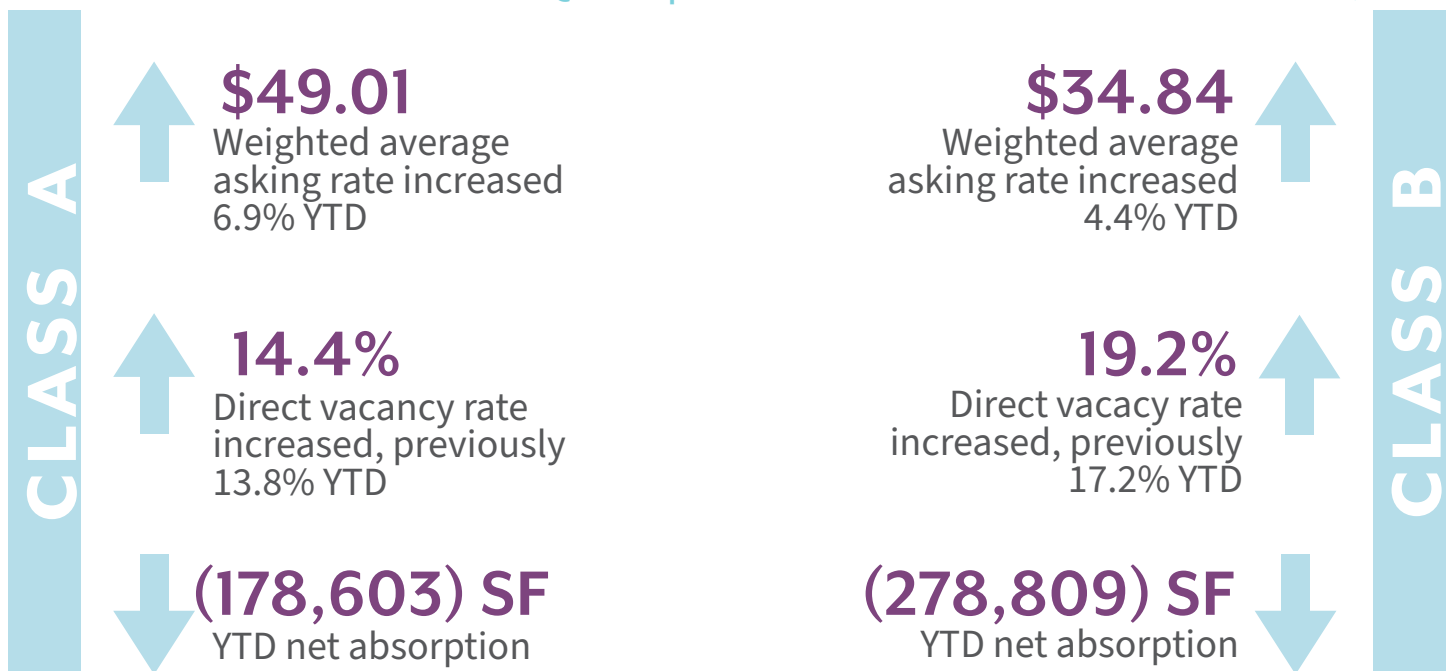 CLASS A
$49.01
Weighted average
asking rate increased
6.9% YTD
14.4%
Direct vacancy rate
increased, previously
13.8% YTD
(178,603) SF
YTD net absorption
$34.84
Weighted average
asking rate increased
4.4% YTD
19.2%
Direct vacacy rate
increased, previously
17.2% YTD
(278,809) SF
YTD net absorption
CLASS B